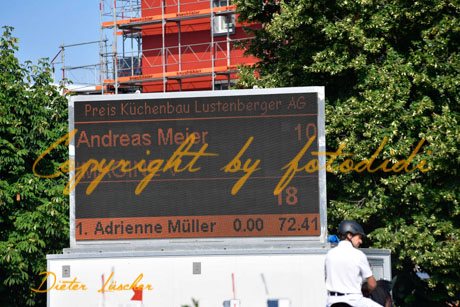 Preis Küchenbau Lustenberger AG
Andreas Meier 10
Copyright by fotodidi
18
1. Adrienne Müller 0.00 72.41
Dieter Lüscher